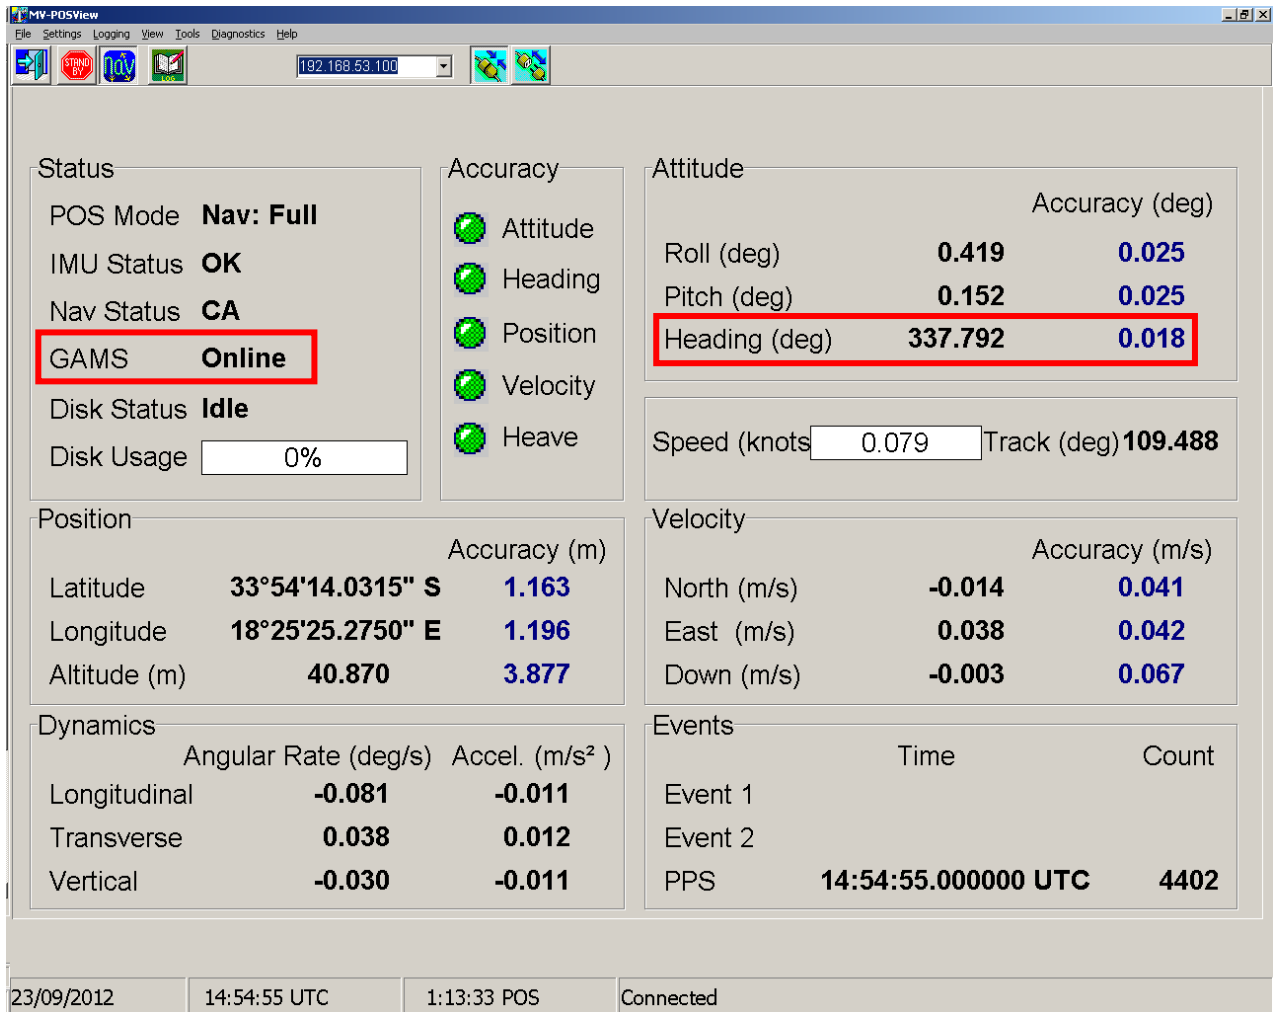 MV-POSView
File Settings Logging View Tools Diagnostics Help
STAND BY nav LOG 192.168.53.100
Status
POS Mode Nav: Full
IMU Status OK
Nav Status CA
GAMS Online
Disk Status Idle
Disk Usage 0%
Accuracy
Attitude
Heading
Position
Velocity
Heave
Attitude
Accuracy (deg)
Roll (deg) 0.419 0.025
Pitch (deg) 0.152 0.025
Heading (deg) 337.792 0.018
Speed (knots 0.079 Track (deg) 109.488
Position
Accuracy (m)
Latitude 33°54'14.0315" S 1.163
Longitude 18°25'25.2750" E 1.196
Altitude (m) 40.870 3.877
Velocity
Accuracy (m/s)
North (m/s) -0.014 0.041
East (m/s) 0.038 0.042
Down (m/s) -0.003 0.067
Dynamics
Angular Rate (deg/s) Accel. (m/s² )
Longitudinal -0.081 -0.011
Transverse 0.038 0.012
Vertical -0.030 -0.011
Events
Time Count
Event 1
Event 2
PPS 14:54:55.000000 UTC 4402
23/09/2012 14:54:55 UTC 1:13:33 POS Connected